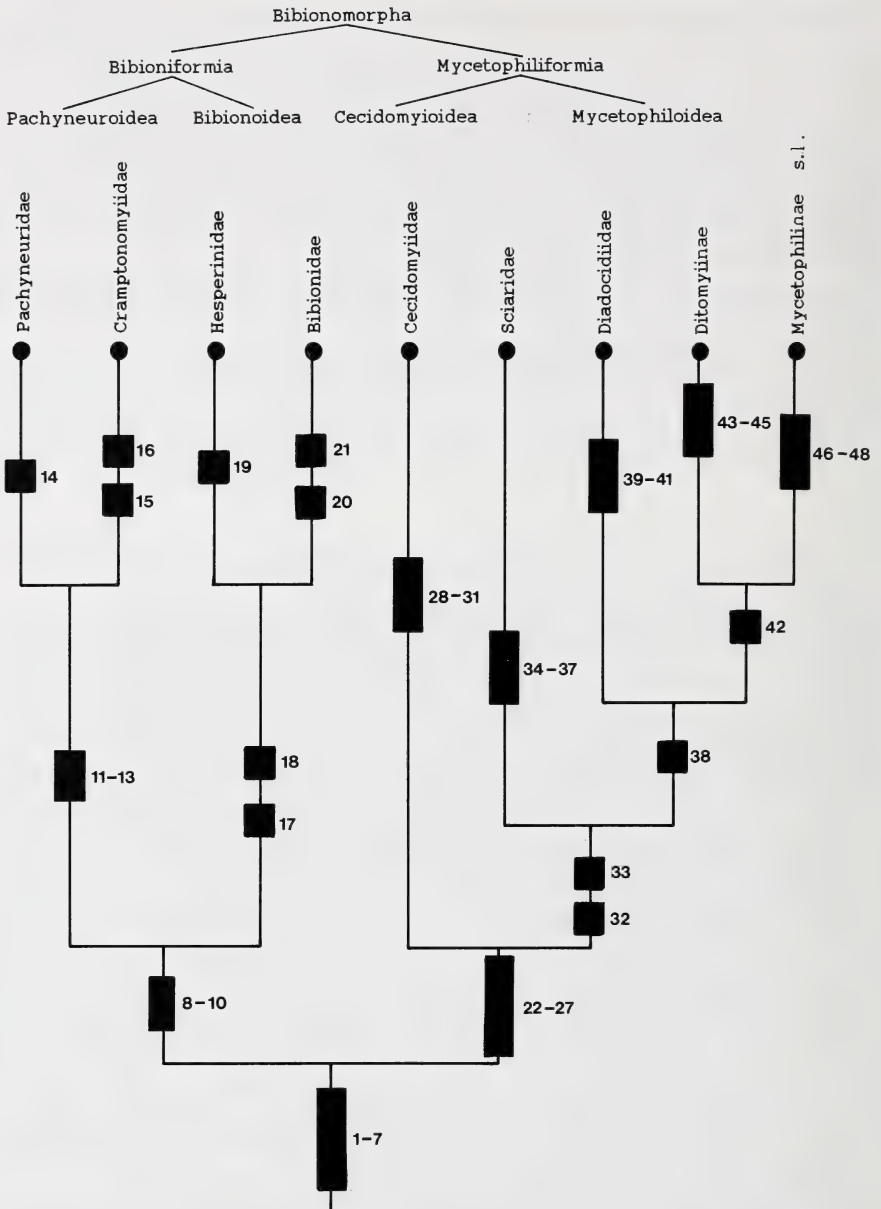 Bibionomorpha
Bibioniformia Mycetophiliformia
Pachyneuroidea Bibionoidea Cecidomyioidea Mycetophiloidea
Pachyneuridae
Cramptonomyiidae
Hesperinidae
Bibionidae
Cecidomyiidae
Sciaridae
Diadocidiidae
Ditomyiinae
Mycetophilinae s.l.
14
16
15
19
21
20
28-31
34-37
39-41
43-45
46-48
42
38
11-13
18
17
33
32
8-10
22-27
1-7